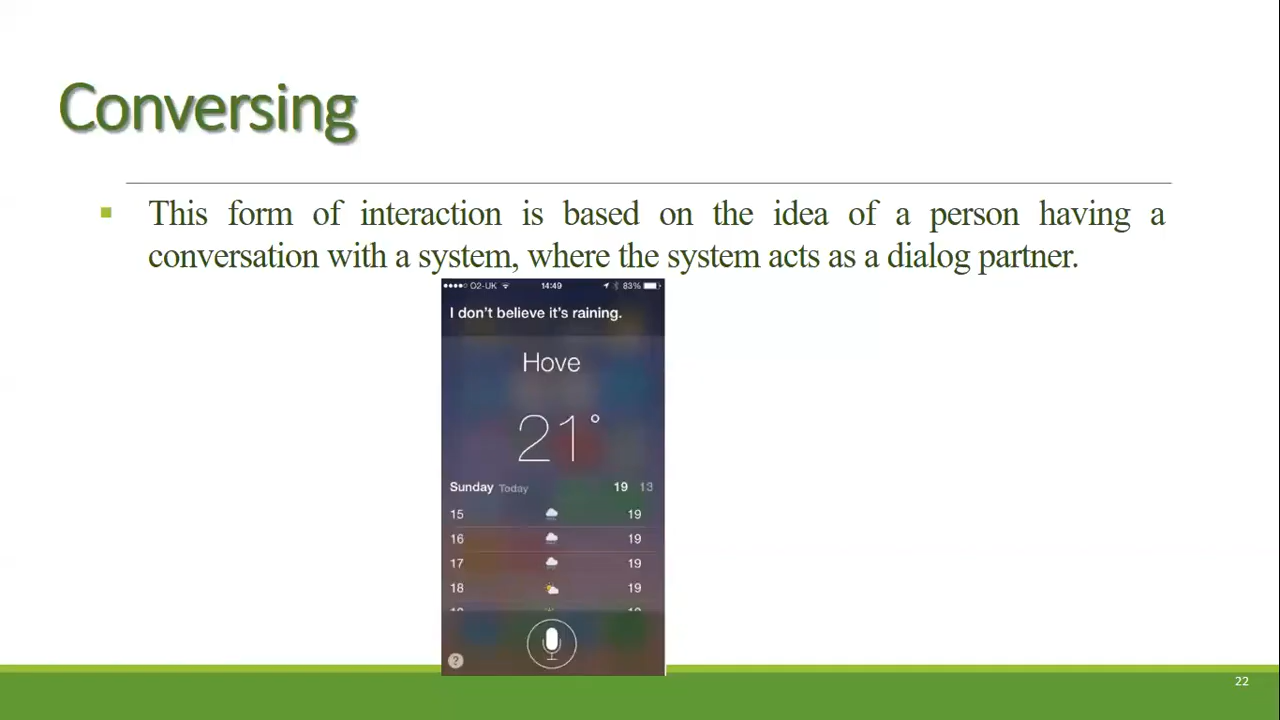 Conversing
This form of interaction is based on the idea of a person having a
conversation with a system, where the system acts as a dialog partner.
O2-UK 14:49 83%
I don't believe it's raining.
Hove
21°
Sunday Today 19 13
15 19
16 19
17 19
18 19
?
22